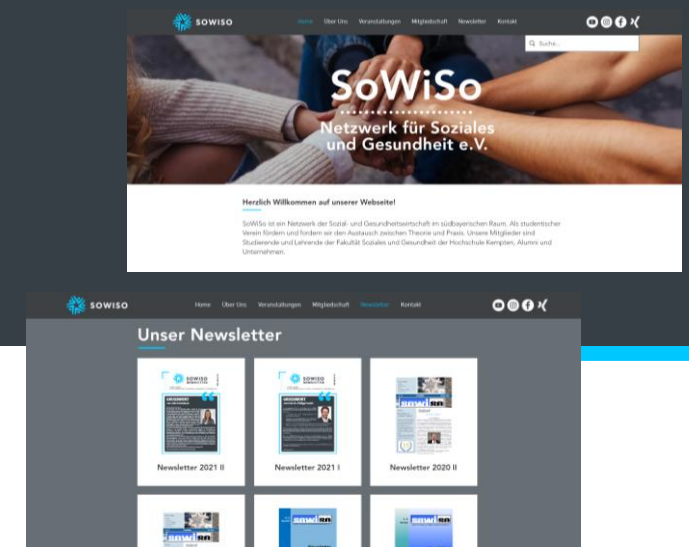 SOWISO
Home Über Uns Veranstaltungen Mitgliedschaft Newsletter Kontakt
Suche...
SoWiSo
Netzwerk für Soziales
und Gesundheit e.V.
Herzlich Willkommen auf unserer Webseite!
SoWiSo ist ein Netzwerk der Sozial- und Gesundheitswirtschaft im südbayerischen Raum. Als studentischer
Verein fördern und fordern wir den Austausch zwischen Theorie und Praxis. Unsere Mitglieder sind
Studierende und Lehrende der Fakultät Soziales und Gesundheit der Hochschule Kempten, Alumni und
Unternehmen.
SOWISO
Home Über Uns Veranstaltungen Mitgliedschaft Newsletter Kontakt
Unser Newsletter
SOWISO
NEWSLETTER
GRUSSWORT
SOWISO
NEWSLETTER
GRUSSWORT
Newsletter 2021 II
Newsletter 2021 I
Newsletter 2020 II